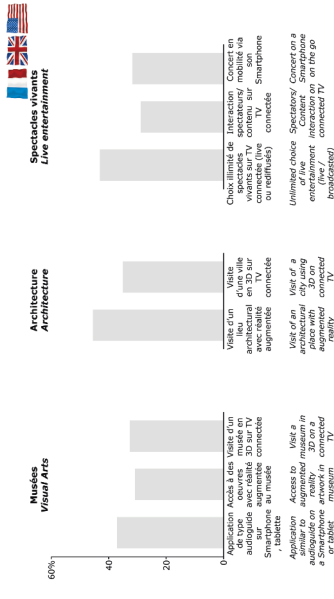 Musées
Visual Arts
Architecture
Architecture
Spectacles vivants
Live entertainment
60%
40
20
0
Application
de type
audioguide
sur
Smartphone
, tablette
Application
similar to
audioguide on
a Smartphone
or tablet
Accès à des
oeuvres
avec réalité
augmentée
au musée
Access to
augmented
reality
artwork in
museum
Visite d'un
musée en
3D sur TV
connectée
Visit a
museum in
3D on a
connected
TV
Visite d'un
lieu
architectural
avec réalité
augmentée
Visit of an
architectural
place with
augmented
reality
Visite
d'une ville
en 3D sur
TV
connectée
Visit of a
city using
3D on
connected
TV
Choix illimité de
spectacles
vivants sur TV
connectée (live
ou rediffusés)
Unlimited choice
of live
entertainment
(live /
broadcasted)
Interaction
spectateurs/
contenu sur
TV
connectée
Spectators/
Content
interaction on
connected TV
Concert en
mobilité via
son
Smartphone
Concert on a
Smartphone
on the go